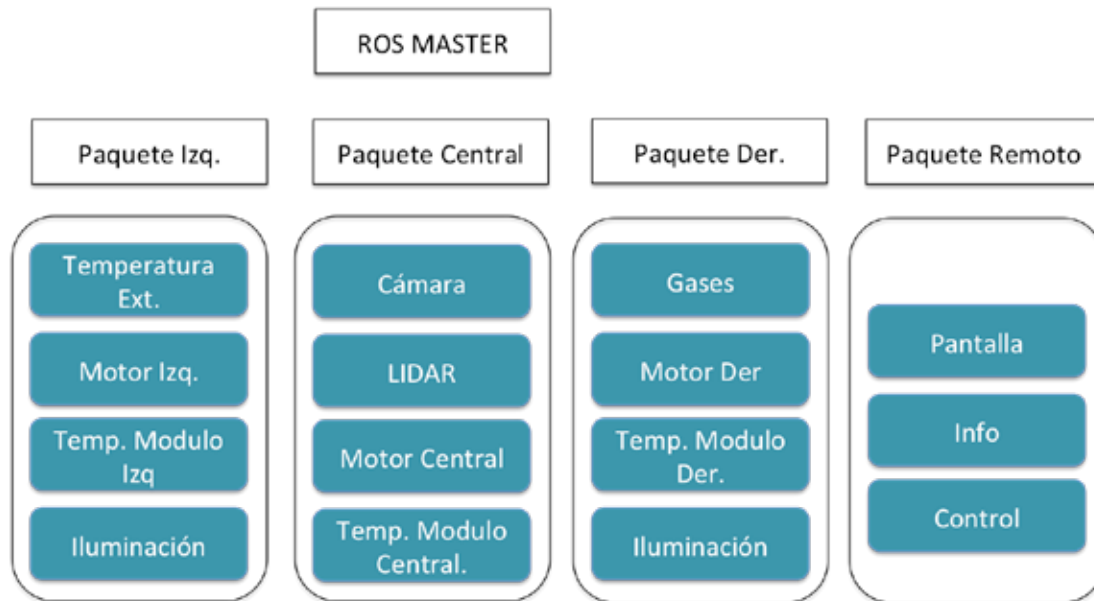 ROS MASTER
Paquete Izq.
Paquete Central
Paquete Der.
Paquete Remoto
Temperatura
Ext.
Motor Izq.
Temp. Modulo
Izq
Iluminación
Cámara
LIDAR
Motor Central
Temp. Modulo
Central.
Gases
Motor Der
Temp. Modulo
Der.
Iluminación
Pantalla
Info
Control